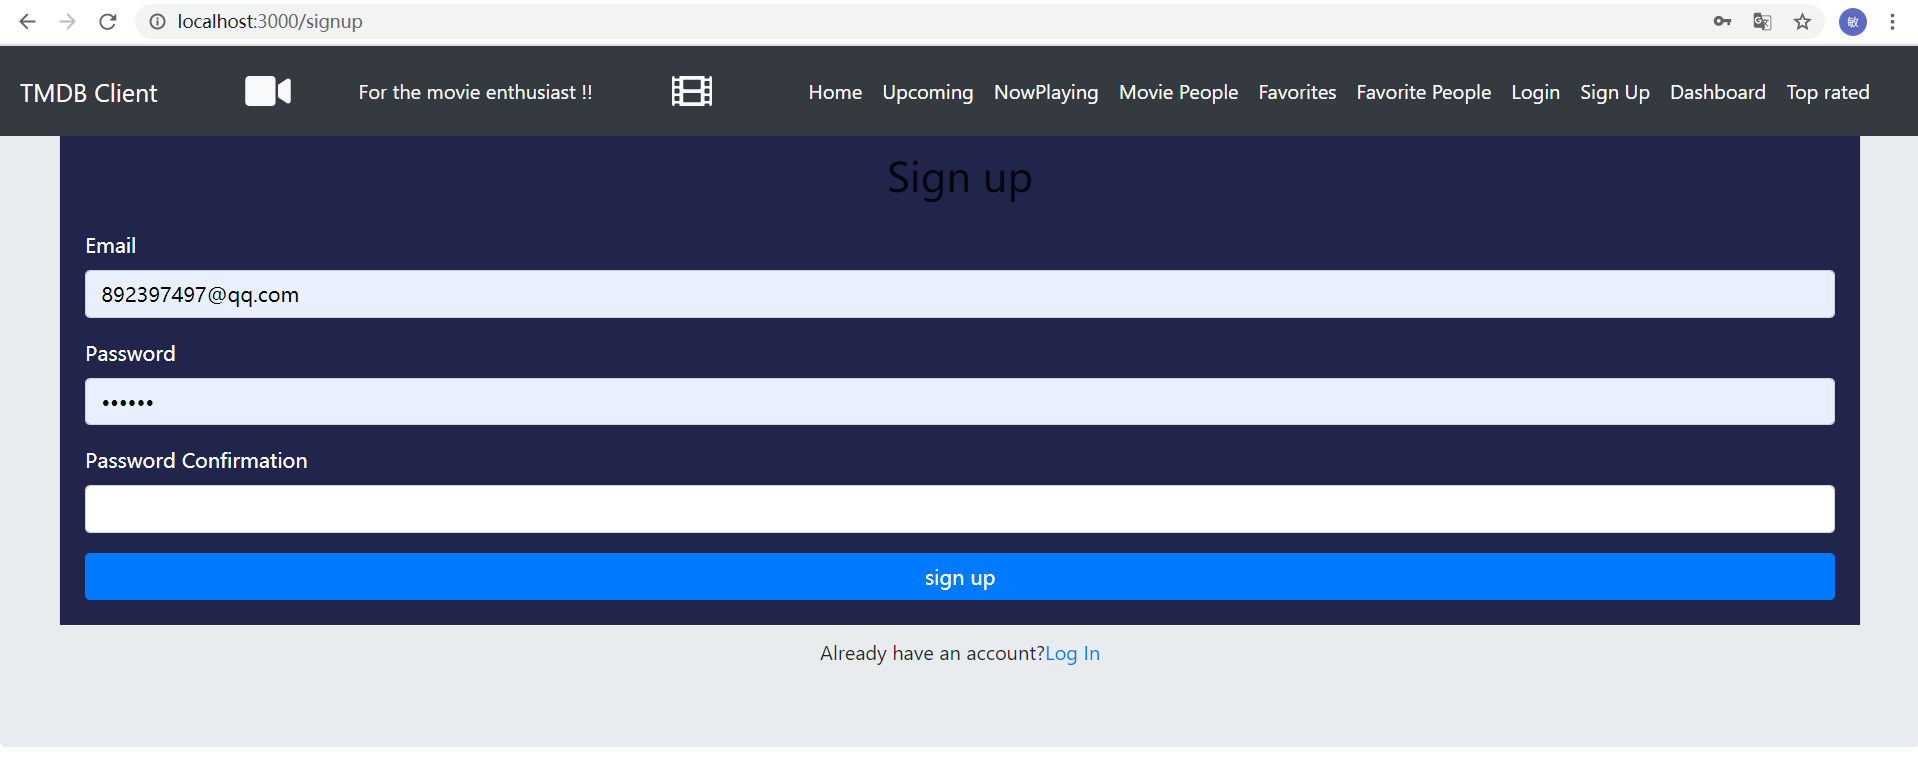 localhost:3000/signup
敏
TMDB Client
For the movie enthusiast !!
Home Upcoming NowPlaying Movie People Favorites Favorite People Login Sign Up Dashboard Top rated
Sign up
Email
892397497@qq.com
Password
••••••
Password Confirmation
sign up
Already have an account?Log In